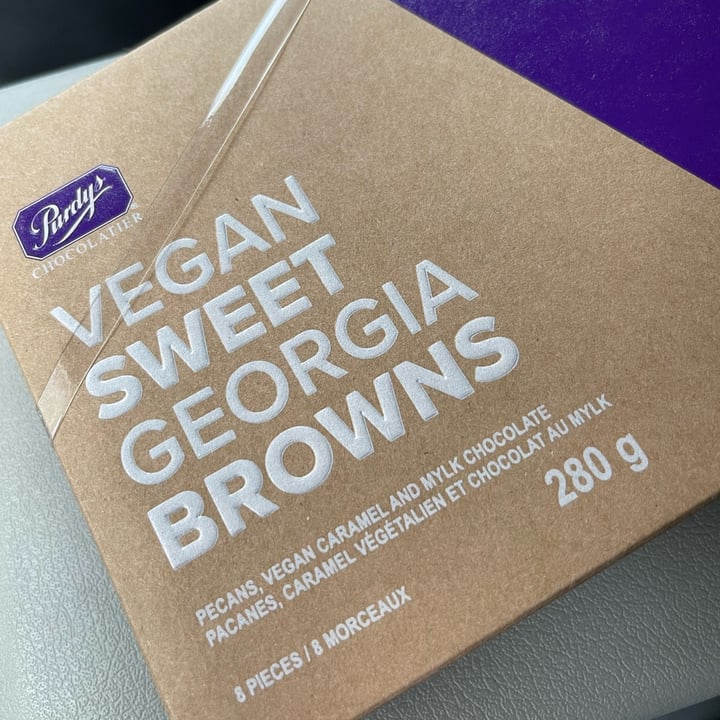 Purdys
CHOCOLATIER
VEGAN
SWEET
GEORGIA
BROWNS
PECANS, VEGAN CARAMEL AND MYLK CHOCOLATE
PACANES, CARAMEL VÉGÉTALIEN ET CHOCOLAT AU MYLK
280 g
8 PIECES / 8 MORCEAUX